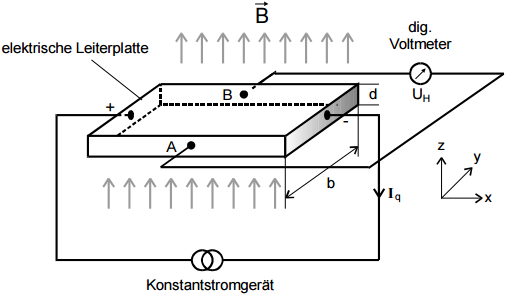 B
dig.
Voltmeter
elektrische Leiterplatte
B
d
U_H
+
-
A
b
I_q
z
y
x
Konstantstromgerät